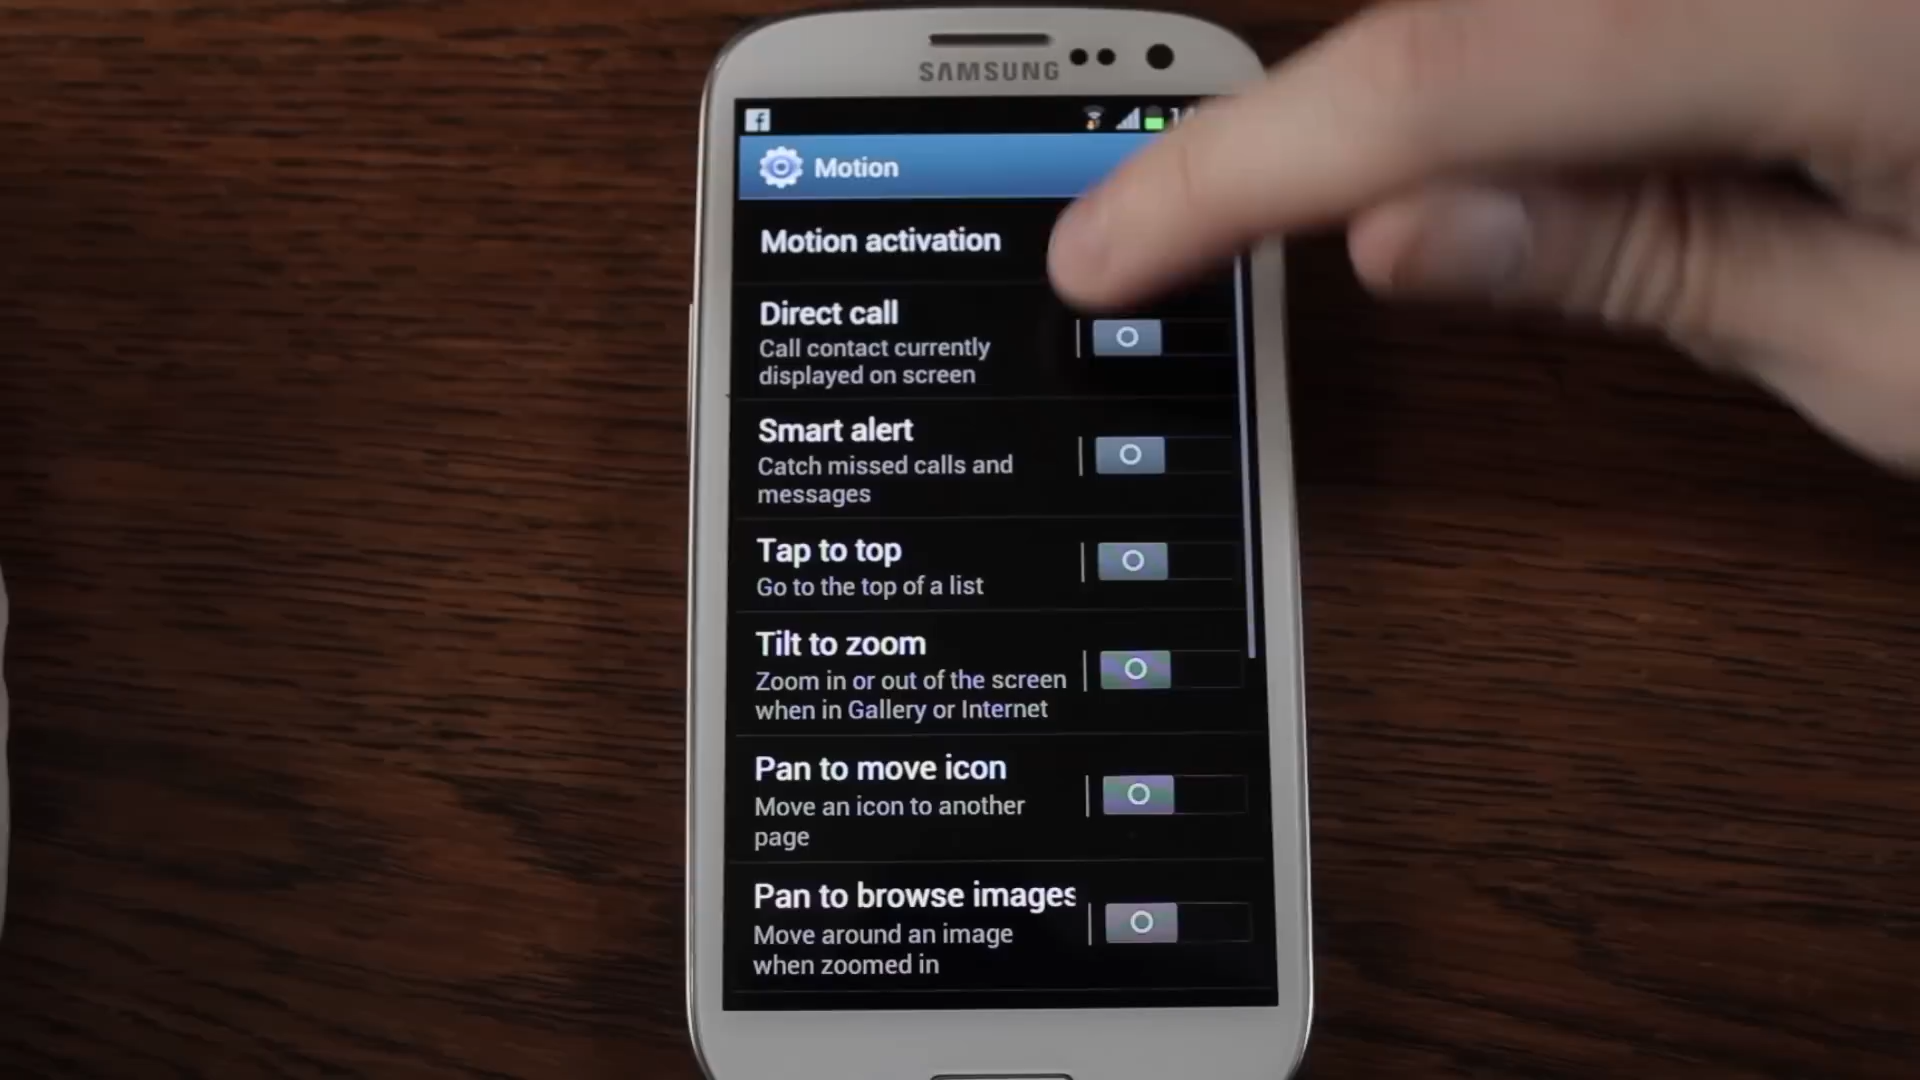 SAMSUNG
Motion
Motion activation
Direct call
Call contact currently
displayed on screen
Smart alert
Catch missed calls and
messages
Tap to top
Go to the top of a list
Tilt to zoom
Zoom in or out of the screen
when in Gallery or Internet
Pan to move icon
Move an icon to another
page
Pan to browse images
Move around an image
when zoomed in